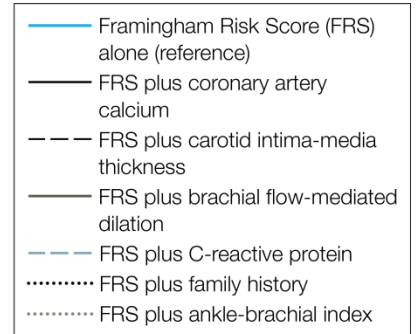 Framingham Risk Score (FRS)
alone (reference)
FRS plus coronary artery
calcium
FRS plus carotid intima-media
thickness
FRS plus brachial flow-mediated
dilation
FRS plus C-reactive protein
FRS plus family history
FRS plus ankle-brachial index